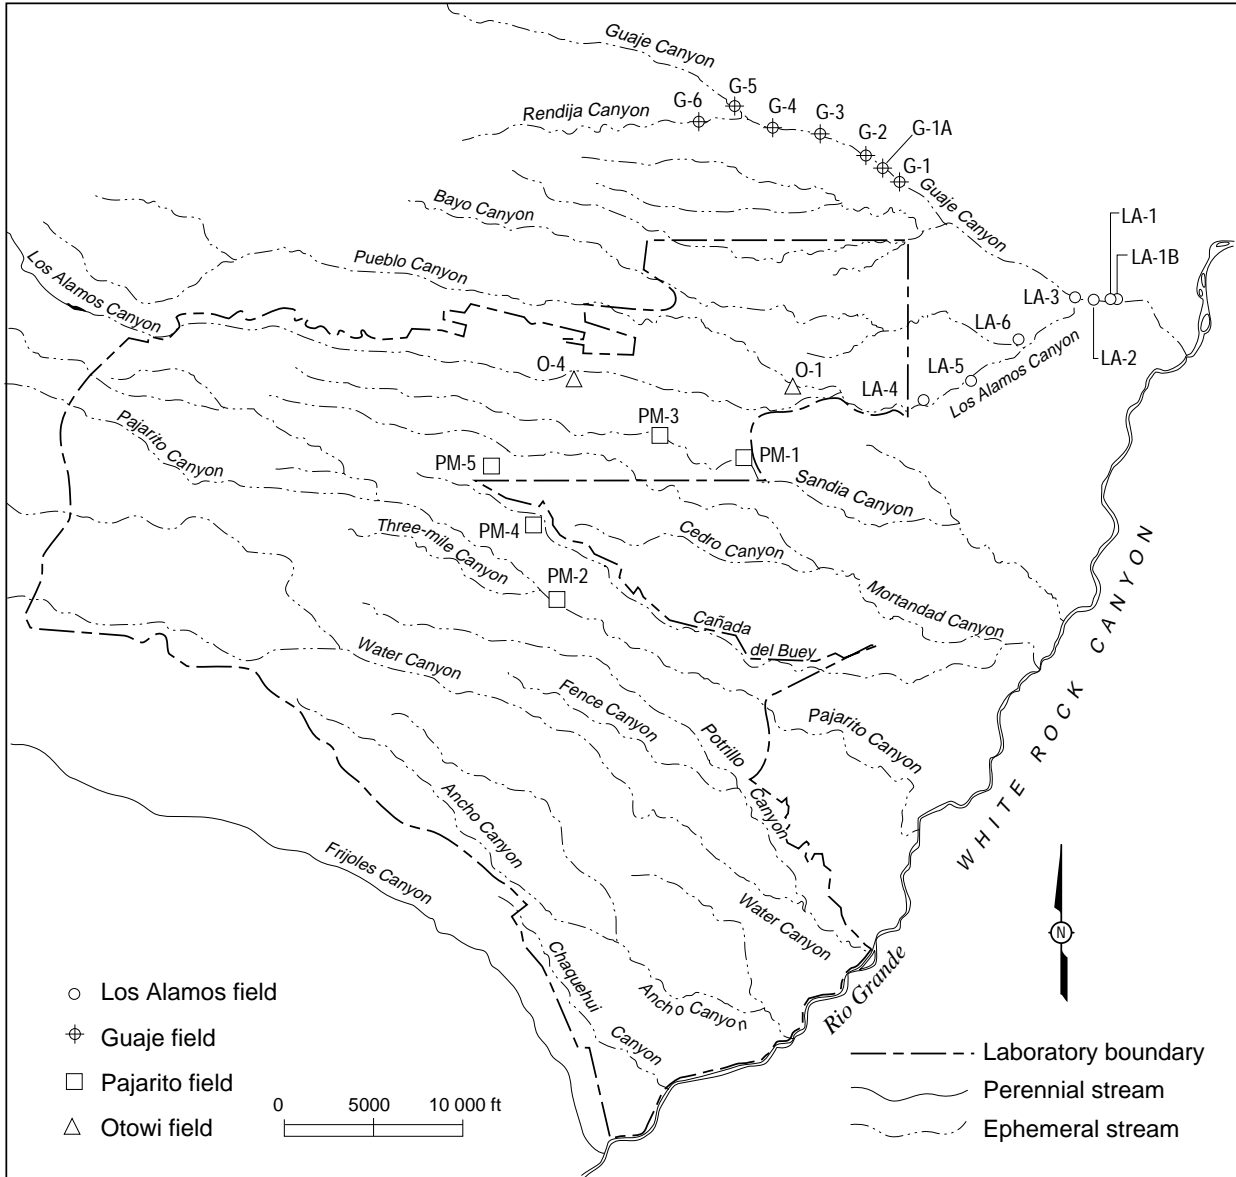 Guaje Canyon
G-5
G-6
G-4
G-3
Rendija Canyon
G-2
G-1A
G-1
Guaje Canyon
Bayo Canyon
LA-1
LA-1B
Pueblo Canyon
Los Alamos Canyon
LA-3
LA-6
LA-2
O-4
O-1
LA-5
LA-4
Los Alamos Canyon
PM-3
Pajarito Canyon
PM-5
PM-1
Sandia Canyon
PM-4
Three-mile Canyon
Cedro Canyon
PM-2
Mortandad Canyon
Cañada
del Buey
Water Canyon
Fence Canyon
Potrillo
Canyon
Pajarito Canyon
WHITE ROCK CANYON
Ancho Canyon
Frijoles Canyon
Water Canyon
N
Chaquehui
Canyon
Ancho Canyon
Rio Grande
Los Alamos field
Guaje field
Pajarito field
Otowi field
0 5000 10 000 ft
Laboratory boundary
Perennial stream
Ephemeral stream